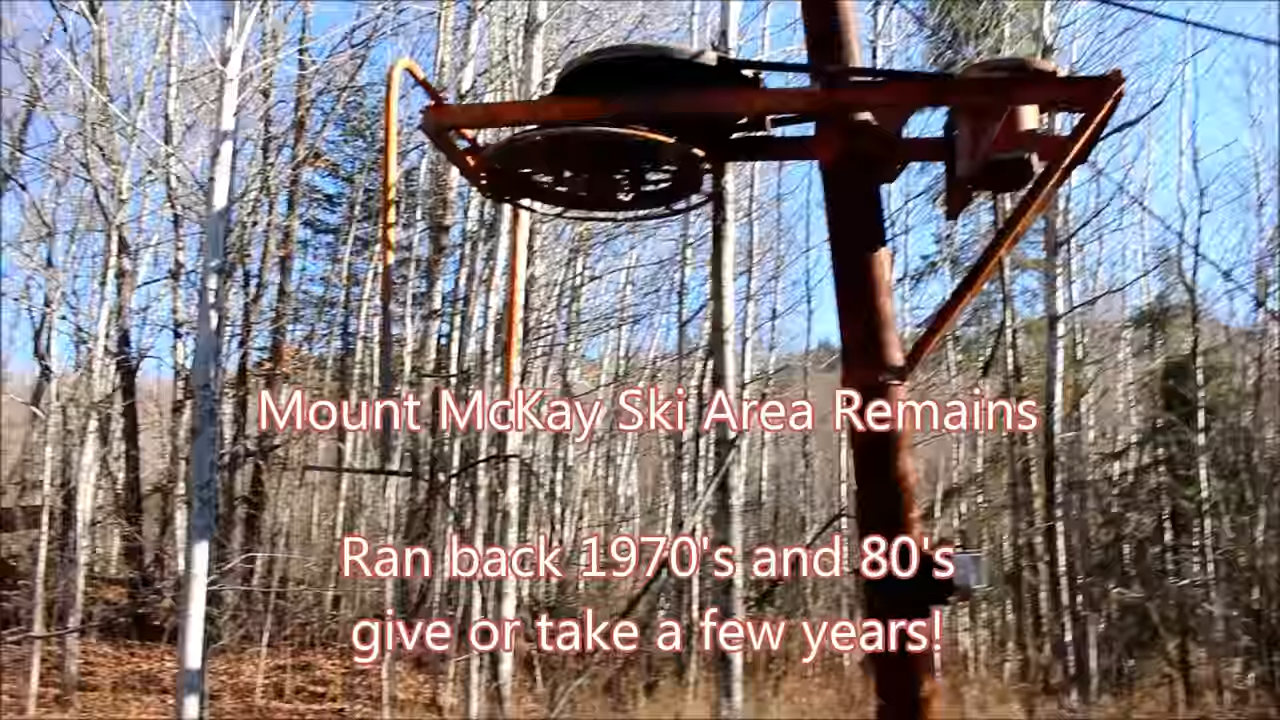 Mount McKay Ski Area Remains
Ran back 1970's and 80's
give or take a few years!